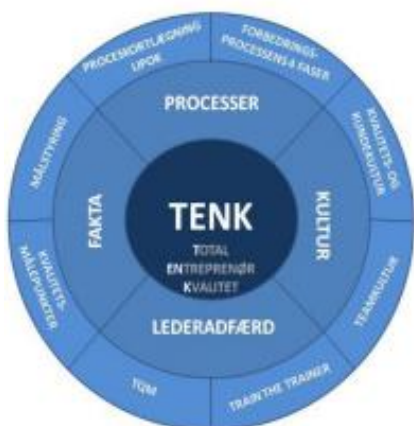 PROCESKORTLÆGNING
LIPOK
FORBEDRINGS-
PROCESSENS 4 FASER
KVALITETS- OG
KUNDEKULTUR
TEAMKULTUR
TRAIN THE TRAINER
TQM
KVALITETS-
MÅLEPUNKTER
MÅLSTYRING
PROCESSER
KULTUR
LEDERADFÆRD
FAKTA
TENK
TOTAL
ENTREPRENØR
KVALITET